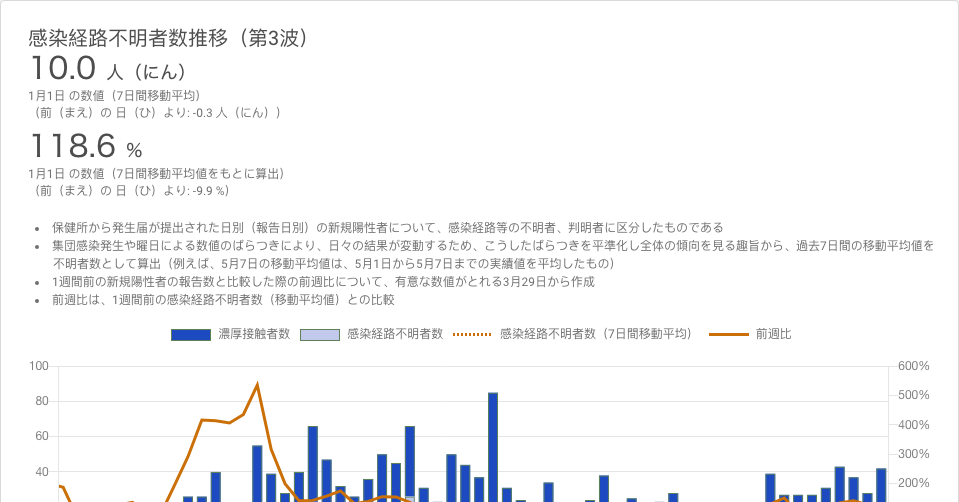 感染経路不明者数推移（第3波）
10.0 人（にん）
1月1日 の数値（7日間移動平均）
（前（まえ）の 日（ひ）より: -0.3 人（にん））
118.6 %
1月1日 の数値（7日間移動平均値をもとに算出）
（前（まえ）の 日（ひ）より: -9.9 %）
• 保健所から発生届が提出された日別（報告日別）の新規陽性者について、感染経路等の不明者、判明者に区分したものである
• 集団感染発生や曜日による数値のばらつきにより、日々の結果が変動するため、こうしたばらつきを平準化し全体の傾向を見る趣旨から、過去7日間の移動平均値を
不明者数として算出（例えば、5月7日の移動平均値は、5月1日から5月7日までの実績値を平均したもの）
• 1週間前の新規陽性者の報告数と比較した際の前週比について、有意な数値がとれる3月29日から作成
• 前週比は、1週間前の感染経路不明者数（移動平均値）との比較
濃厚接触者数 感染経路不明者数 感染経路不明者数（7日間移動平均） 前週比
100 600%
500%
80
400%
60
300%
40
200%